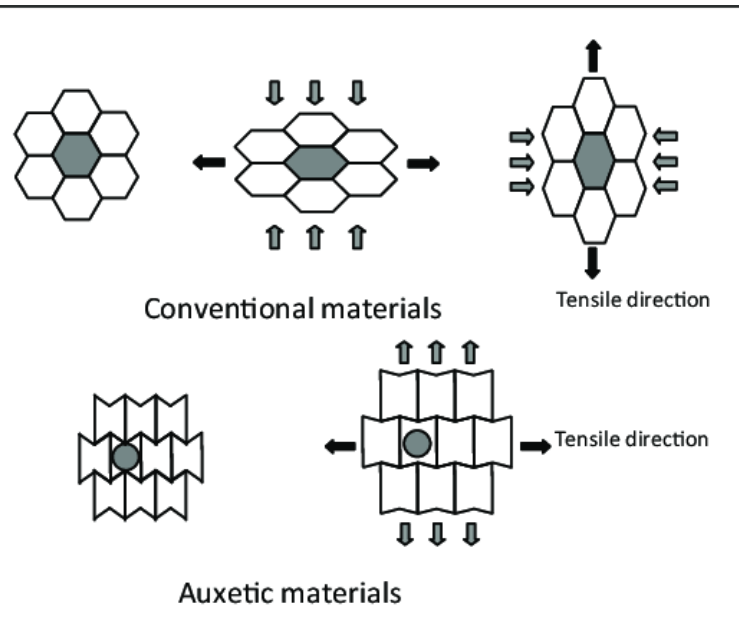 Tensile direction
Conventional materials
Tensile direction
Auxetic materials